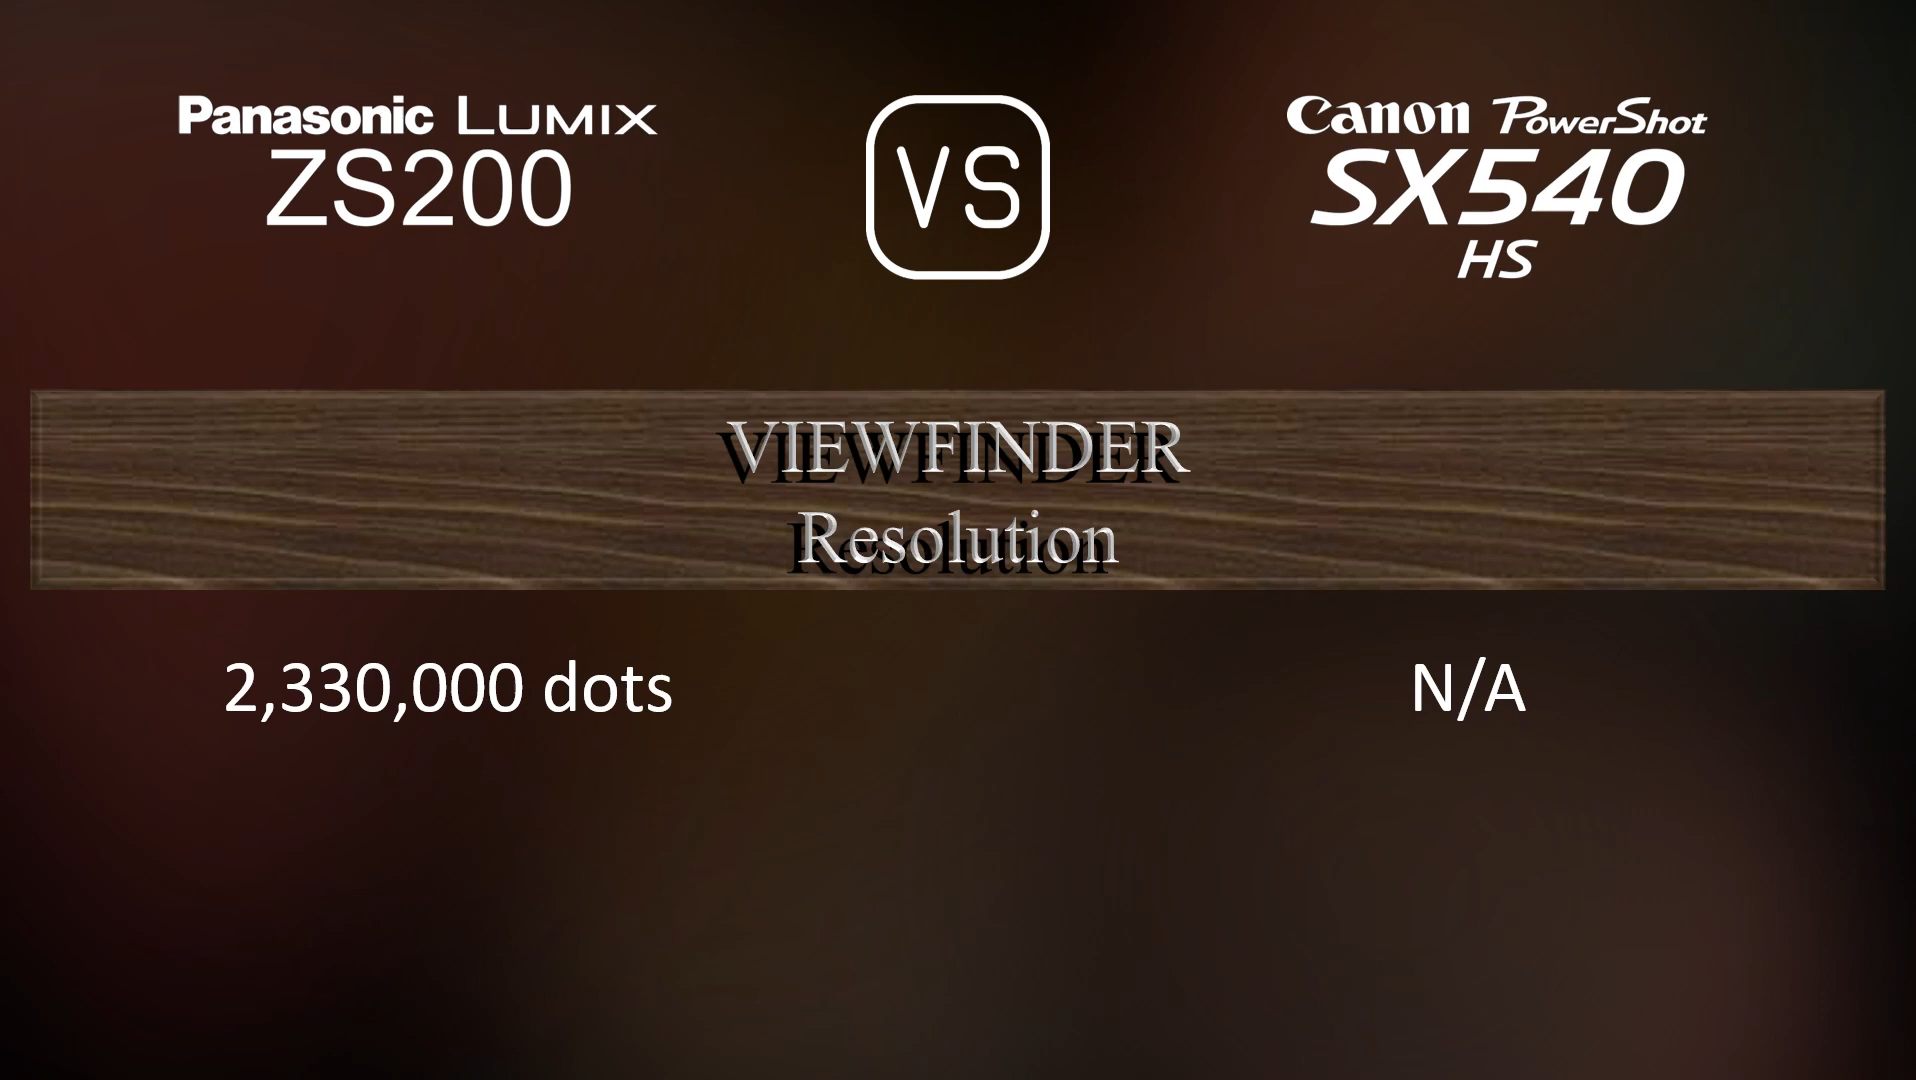 Panasonic LUMIX
ZS200
VS
Canon PowerShot
SX540
HS
VIEWFINDER
Resolution
2,330,000 dots
N/A